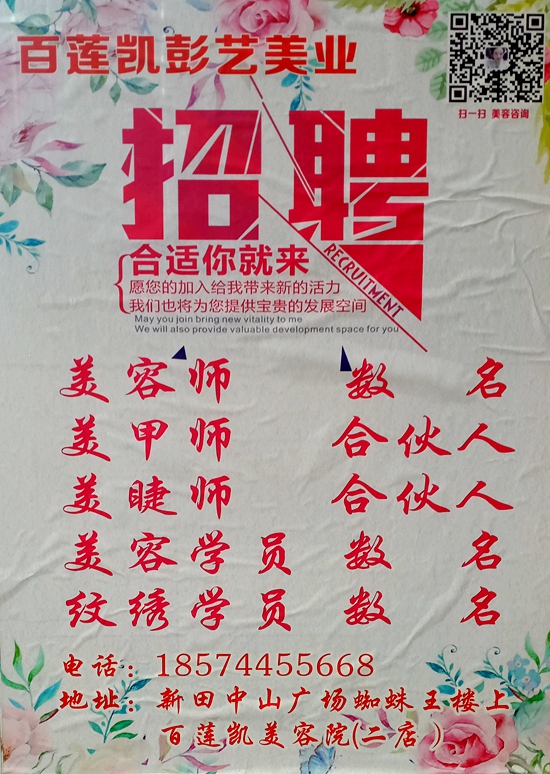 百莲凯彭艺美业
扫一扫 美容咨询
招聘
RECRUITMENT
合适你就来
愿您的加入给我带来新的活力
我们也将为您提供宝贵的发展空间
May you join bring new vitality to me
We will also provide valuable development space for you
美容师 数名
美甲师 合伙人
美睫师 合伙人
美容学员 数名
纹绣学员 数名
电话：18574455668
地址：新田中山广场蜘蛛王楼上
百莲凯美容院(二店）